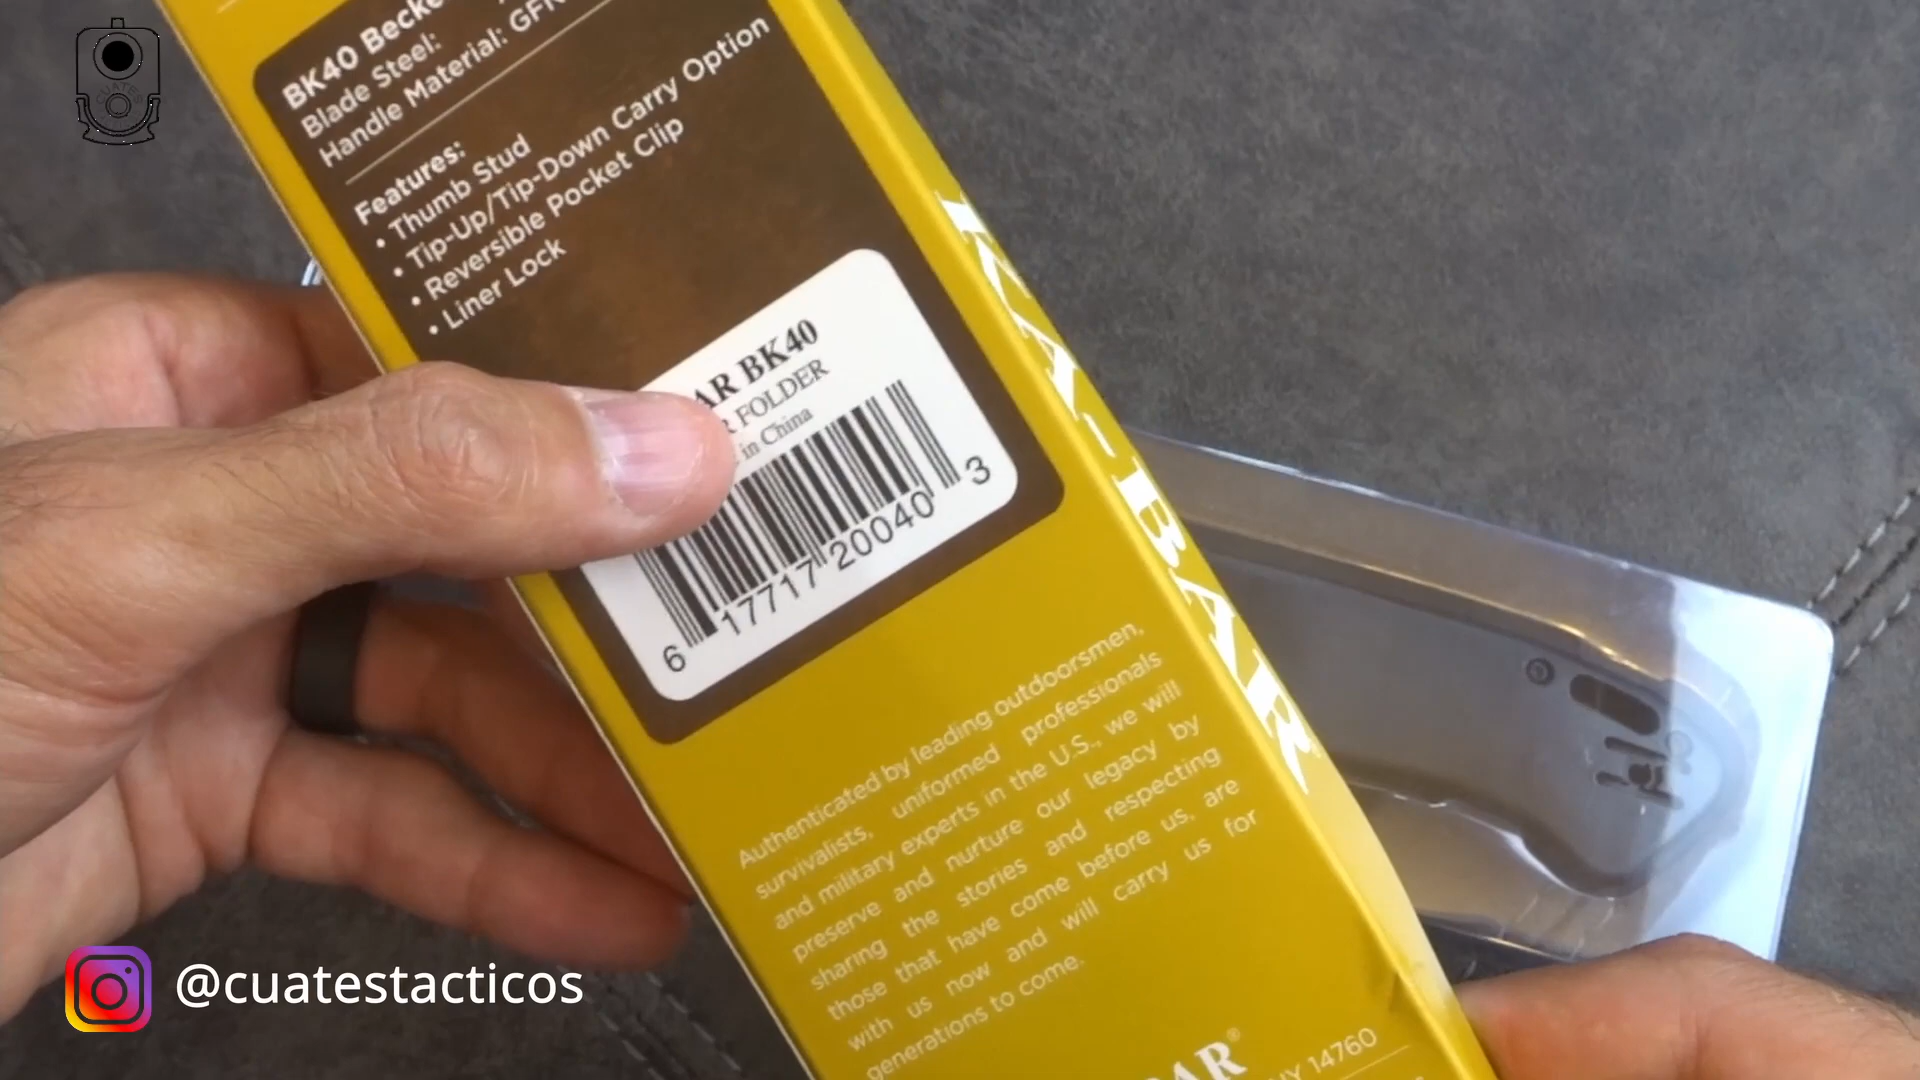 BK40 Becke
Blade Steel:
Handle Material: GFN
Features:
• Thumb Stud
• Tip-Up/Tip-Down Carry Option
• Reversible Pocket Clip
• Liner Lock
AR BK40
R FOLDER
in China
6 17717 20040 3
KA-BAR
Authenticated by leading outdoorsmen,
survivalists, uniformed professionals
and military experts in the U.S., we will
preserve and nurture our legacy by
sharing the stories and respecting
those that have come before us, are
with us now and will carry us for
generations to come.
BAR®
NY 14760
CUATES
@cuatestacticos